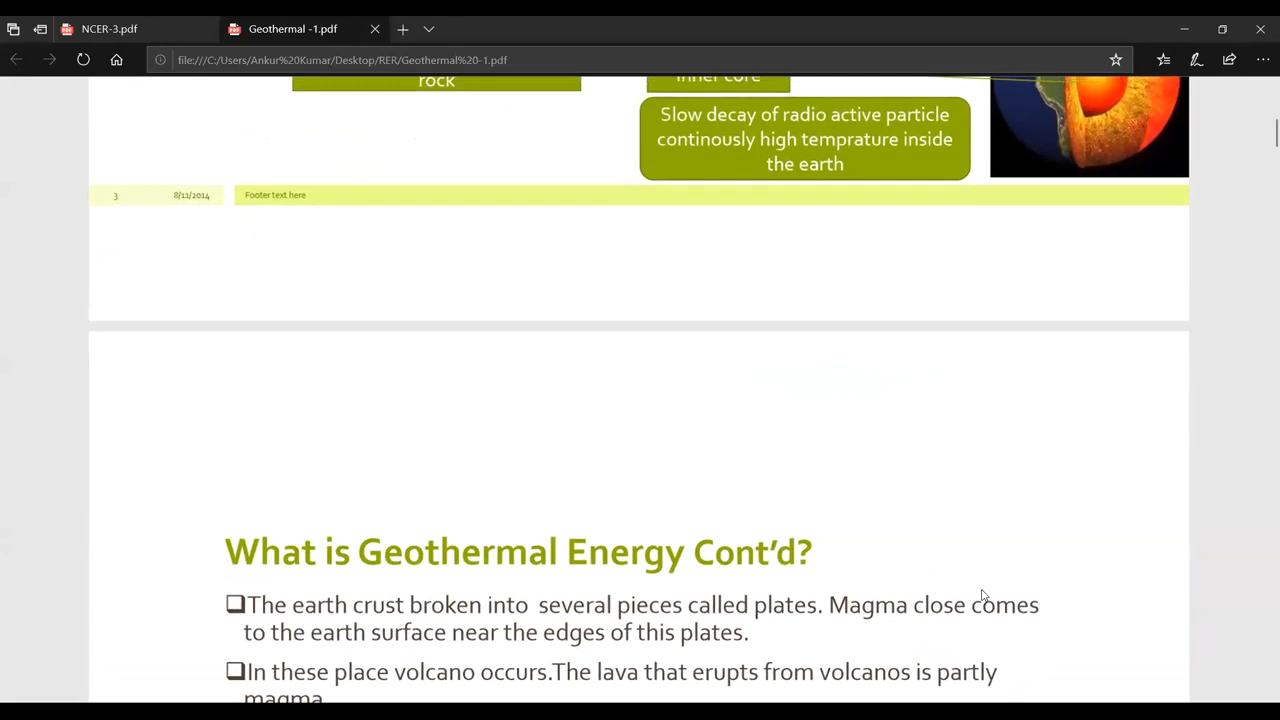 NCER-3.pdf
Geothermal -1.pdf
file:///C:/Users/Ankur%20Kumar/Desktop/RER/Geothermal%20-1.pdf
rock
inner core
Slow decay of radio active particle
continously high temprature inside
the earth
3
8/11/2014
Footer text here
What is Geothermal Energy Cont’d?
❑The earth crust broken into several pieces called plates. Magma close comes
to the earth surface near the edges of this plates.
❑In these place volcano occurs.The lava that erupts from volcanos is partly
magma